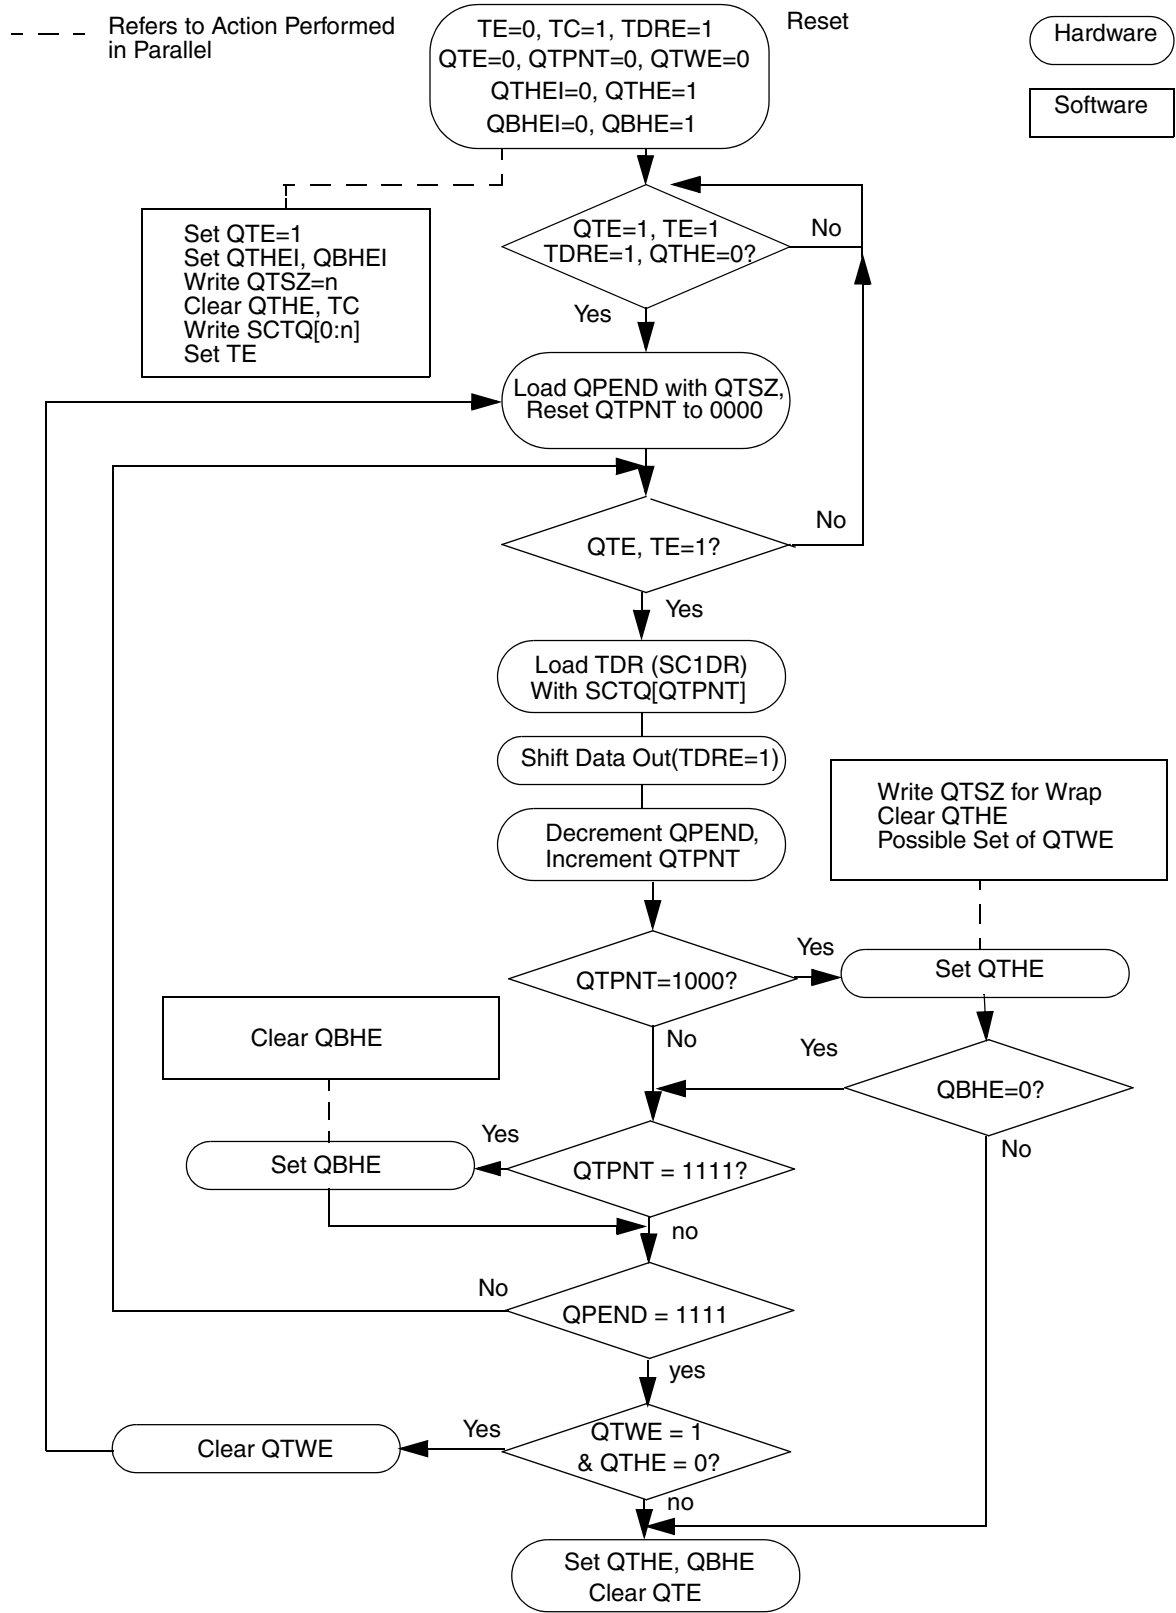 Refers to Action Performed
in Parallel
TE=0, TC=1, TDRE=1
QTE=0, QTPNT=0, QTWE=0
QTHEI=0, QTHE=1
QBHEI=0, QBHE=1
Reset
Hardware
Software
Set QTE=1
Set QTHEI, QBHEI
Write QTSZ=n
Clear QTHE, TC
Write SCTQ[0:n]
Set TE
QTE=1, TE=1
TDRE=1, QTHE=0?
No
Yes
Load QPEND with QTSZ,
Reset QTPNT to 0000
QTE, TE=1?
No
Yes
Load TDR (SC1DR)
With SCTQ[QTPNT]
Shift Data Out(TDRE=1)
Decrement QPEND,
Increment QTPNT
Write QTSZ for Wrap
Clear QTHE
Possible Set of QTWE
QTPNT=1000?
Yes
Set QTHE
No
Clear QBHE
Yes
QBHE=0?
No
Yes
Set QBHE
QTPNT = 1111?
no
No
QPEND = 1111
yes
QTWE = 1
& QTHE = 0?
Yes
Clear QTWE
no
Set QTHE, QBHE
Clear QTE